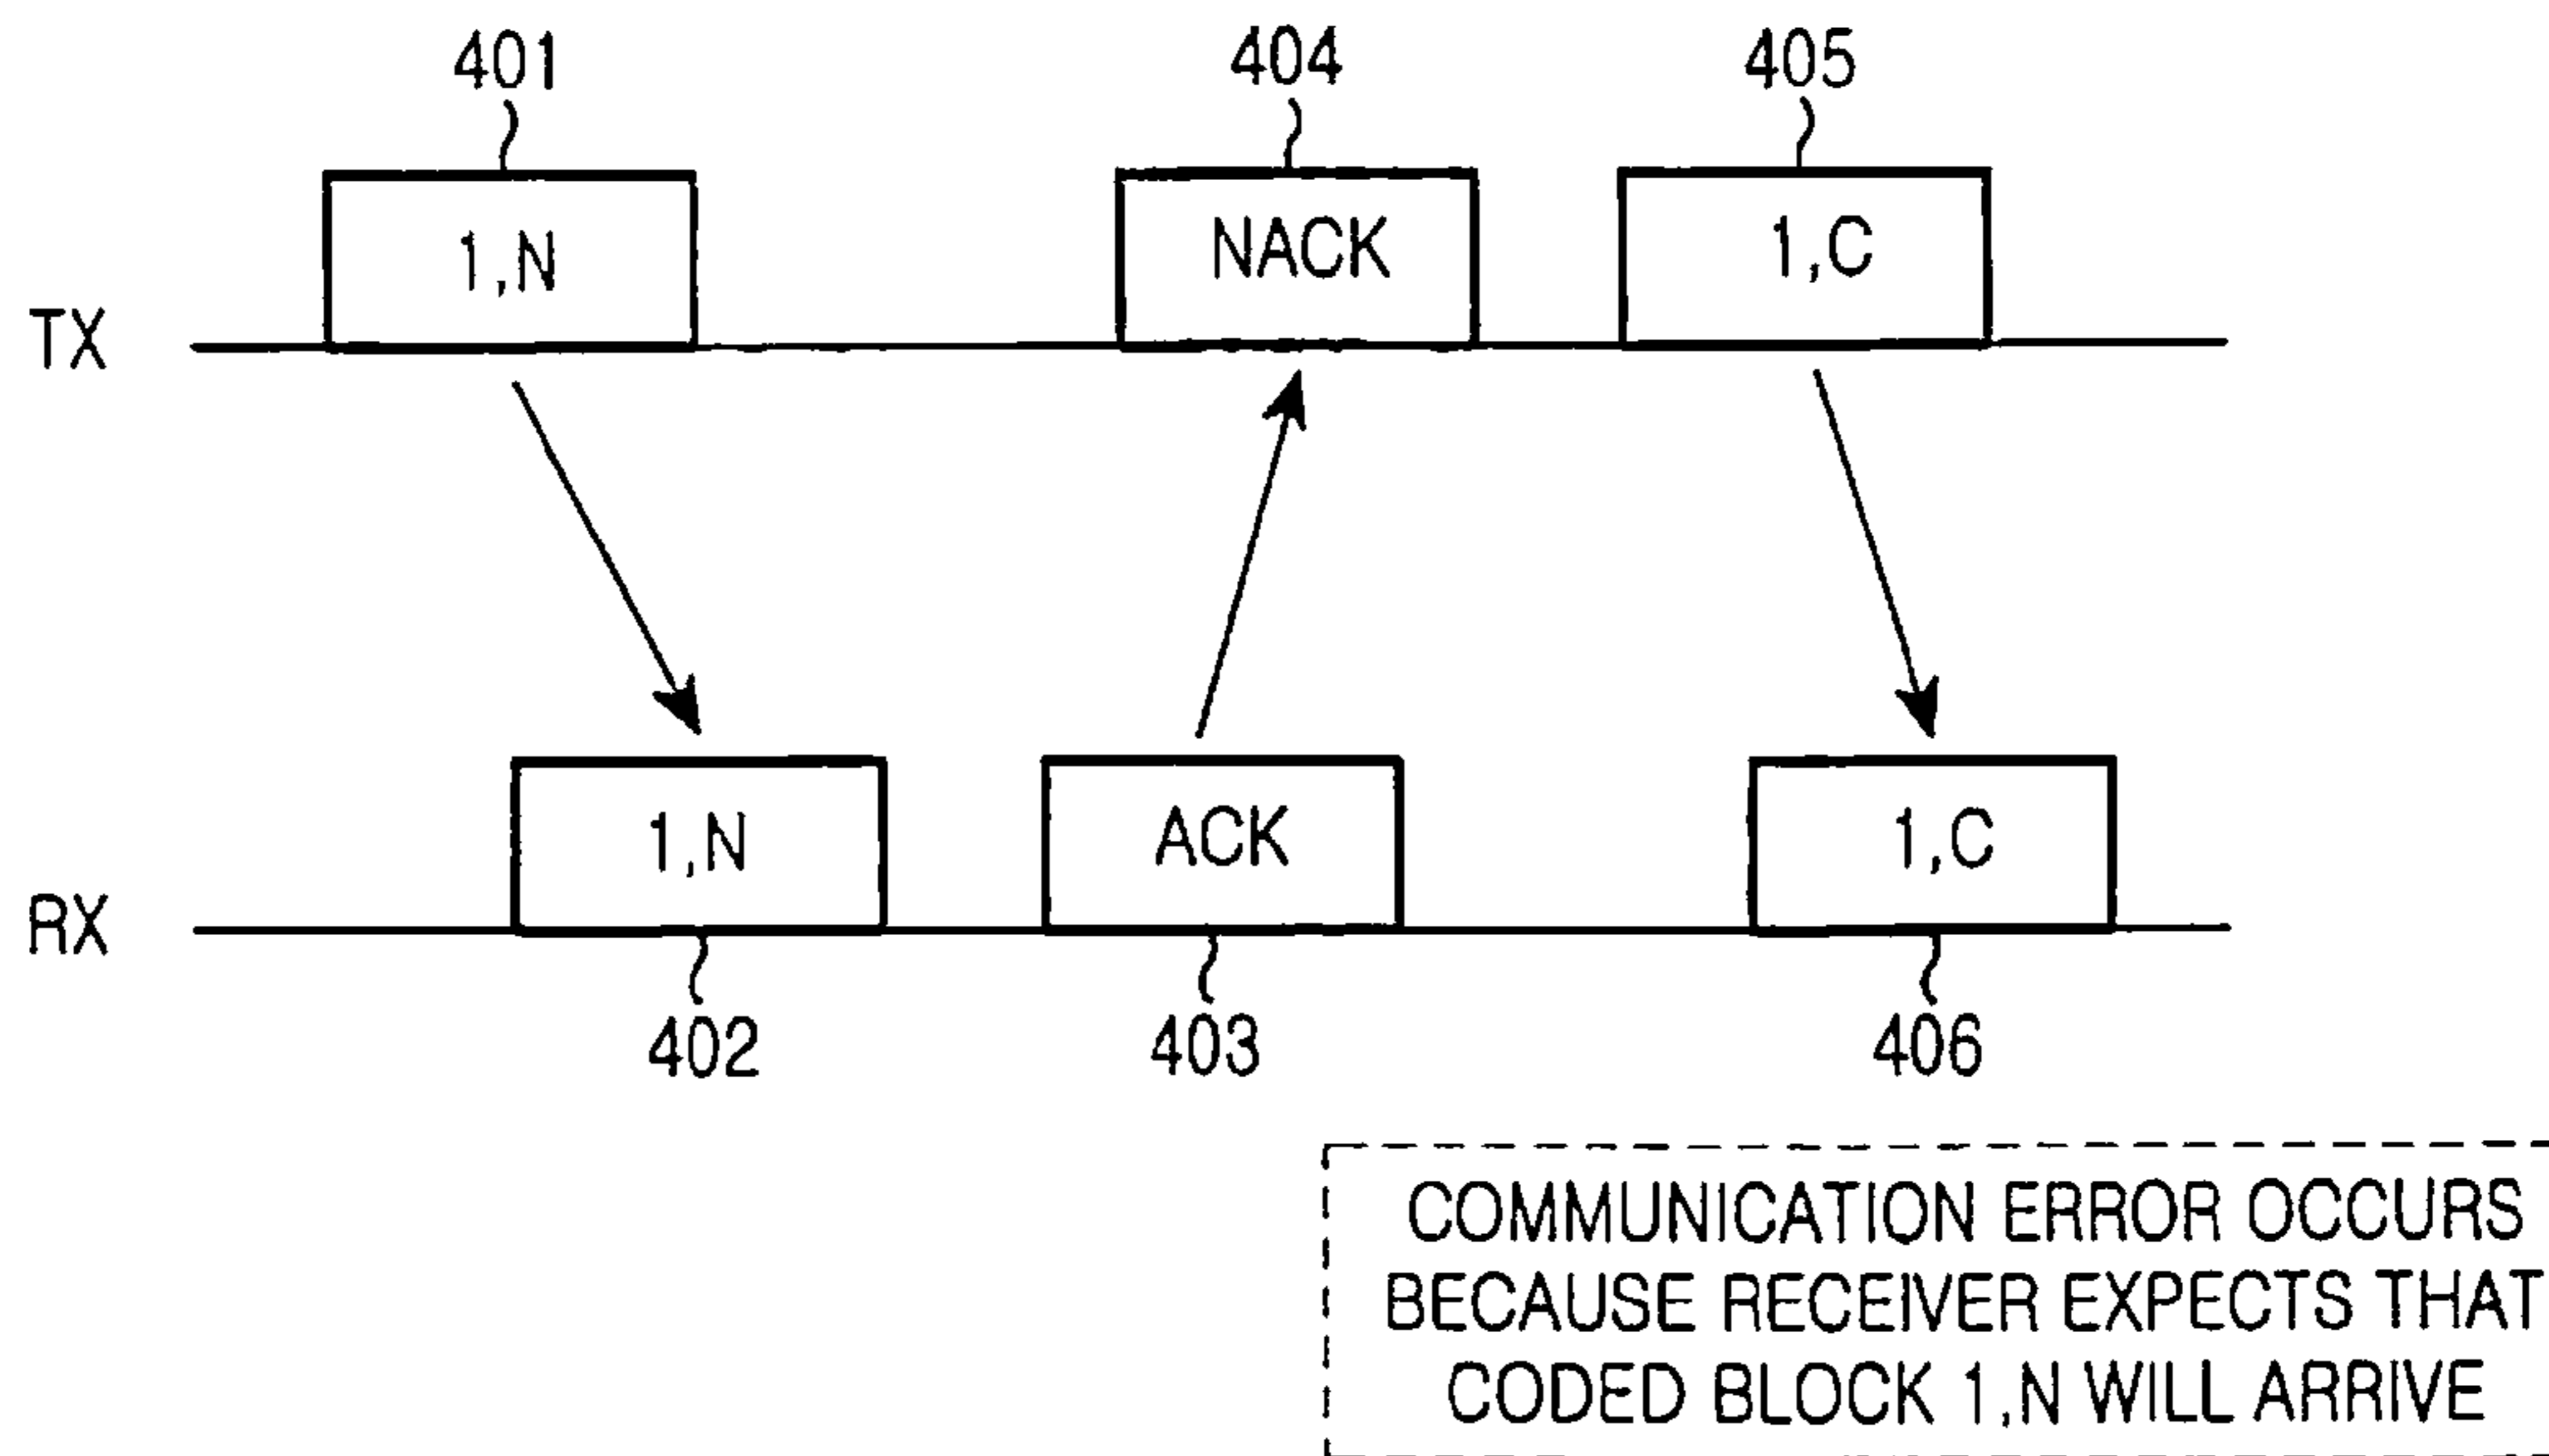 401
404
405
1,N
NACK
1,C
TX
1,N
ACK
1,C
RX
402
403
406
COMMUNICATION ERROR OCCURS
BECAUSE RECEIVER EXPECTS THAT
CODED BLOCK 1,N WILL ARRIVE